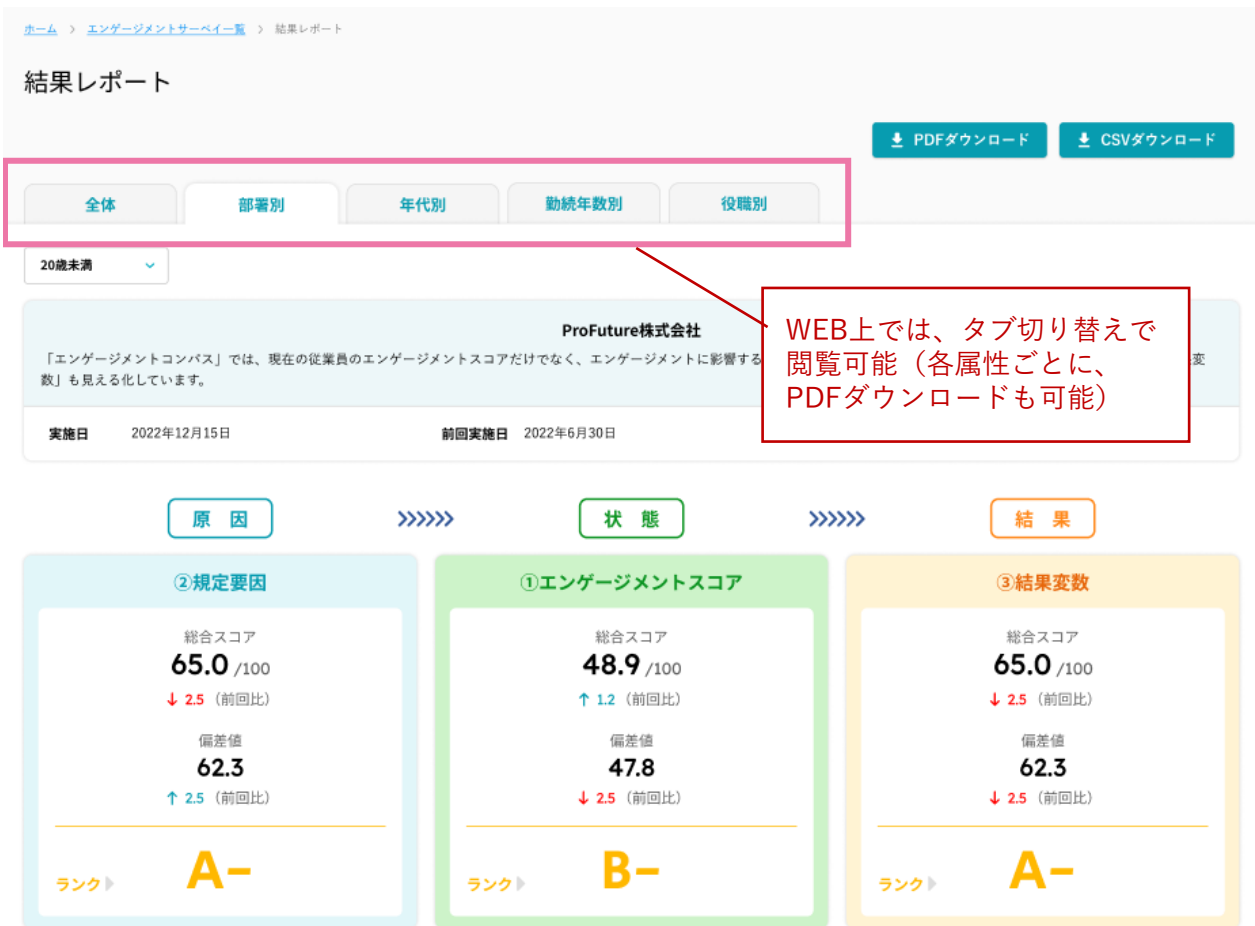 ホーム > エンゲージメントサーベイ一覧 > 結果レポート
結果レポート
PDFダウンロード
CSVダウンロード
全体
部署別
年代別
勤続年数別
役職別
20歳未満
ProFuture株式会社
「エンゲージメントコンパス」では、現在の従業員のエンゲージメントスコアだけでなく、エンゲージメントに影響する
変
数」も見える化しています。
WEB上では、タブ切り替えで
閲覧可能（各属性ごとに、
PDFダウンロードも可能）
実施日 2022年12月15日
前回実施日 2022年6月30日
原因
>>>>>>
状態
>>>>>>
結果
②規定要因
総合スコア
65.0 /100
↓ 2.5（前回比）
偏差値
62.3
↑ 2.5（前回比）
ランク
A−
①エンゲージメントスコア
総合スコア
48.9 /100
↑ 1.2（前回比）
偏差値
47.8
↓ 2.5（前回比）
ランク
B−
③結果変数
総合スコア
65.0 /100
↓ 2.5（前回比）
偏差値
62.3
↓ 2.5（前回比）
ランク
A−